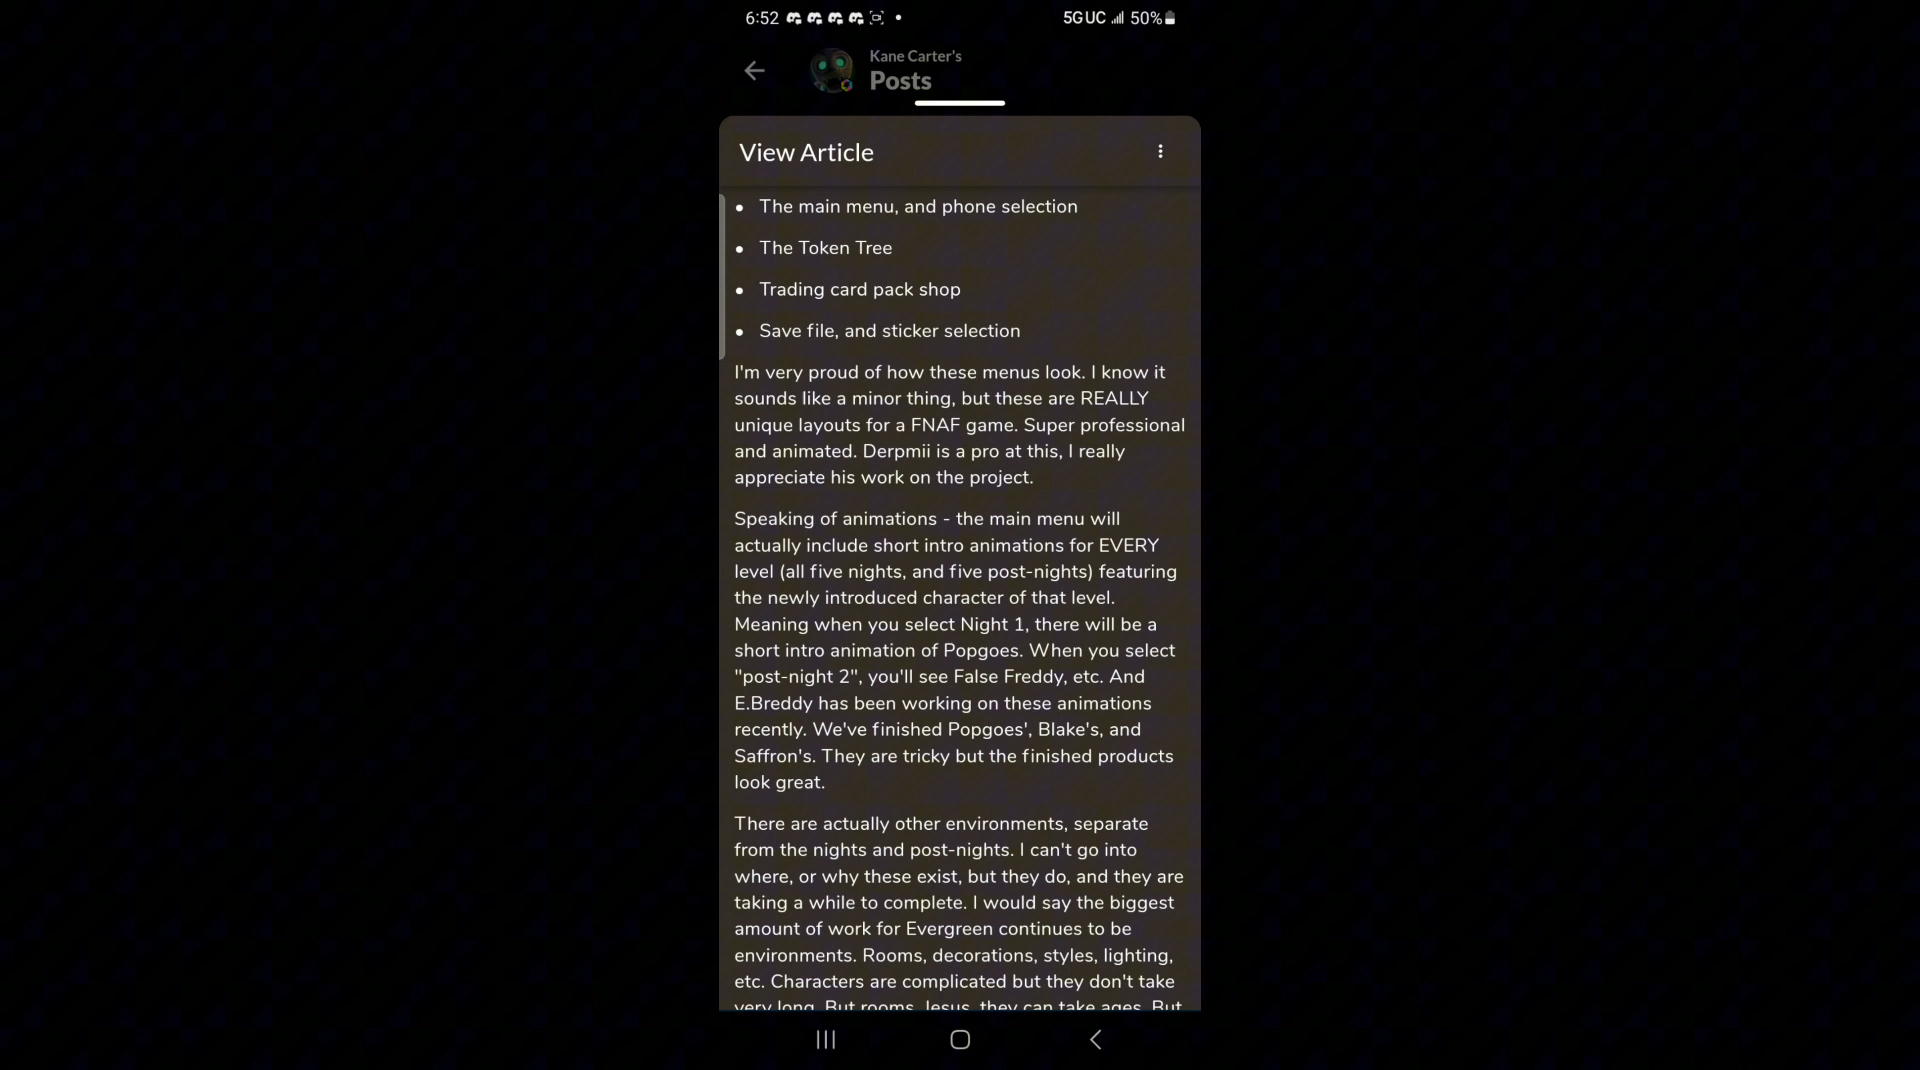 6:52
5G UC 50%
Kane Carter's
Posts
View Article
• The main menu, and phone selection
• The Token Tree
• Trading card pack shop
• Save file, and sticker selection
I'm very proud of how these menus look. I know it
sounds like a minor thing, but these are REALLY
unique layouts for a FNAF game. Super professional
and animated. Derpmii is a pro at this, I really
appreciate his work on the project.
Speaking of animations - the main menu will
actually include short intro animations for EVERY
level (all five nights, and five post-nights) featuring
the newly introduced character of that level.
Meaning when you select Night 1, there will be a
short intro animation of Popgoes. When you select
"post-night 2", you'll see False Freddy, etc. And
E.Breddy has been working on these animations
recently. We've finished Popgoes', Blake's, and
Saffron's. They are tricky but the finished products
look great.
There are actually other environments, separate
from the nights and post-nights. I can't go into
where, or why these exist, but they do, and they are
taking a while to complete. I would say the biggest
amount of work for Evergreen continues to be
environments. Rooms, decorations, styles, lighting,
etc. Characters are complicated but they don't take
very long. But rooms, Jesus, they can take ages. But